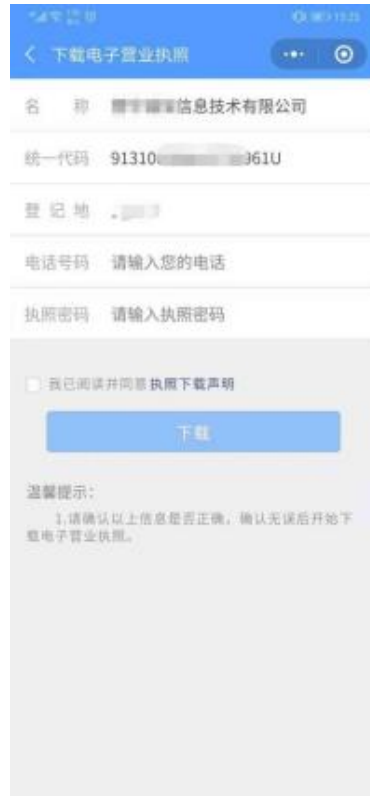 下载电子营业执照
名 称 信息技术有限公司
统一代码 91310 961U
登记地
电话号码 请输入您的电话
执照密码 请输入执照密码
我已阅读并同意执照下载声明
下载
温馨提示:
1.请确认以上信息是否正确，确认无误后开始下
载电子营业执照。